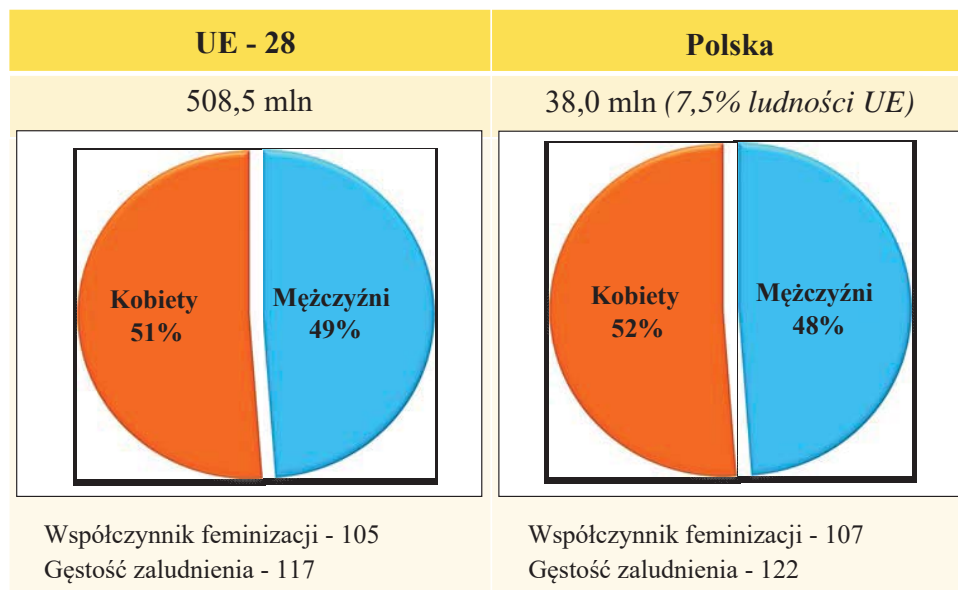 UE - 28
Polska
508,5 mln
38,0 mln (7,5% ludności UE)
Kobiety
51%
Mężczyźni
49%
Kobiety
52%
Mężczyźni
48%
Współczynnik feminizacji - 105
Gęstość zaludnienia - 117
Współczynnik feminizacji - 107
Gęstość zaludnienia - 122